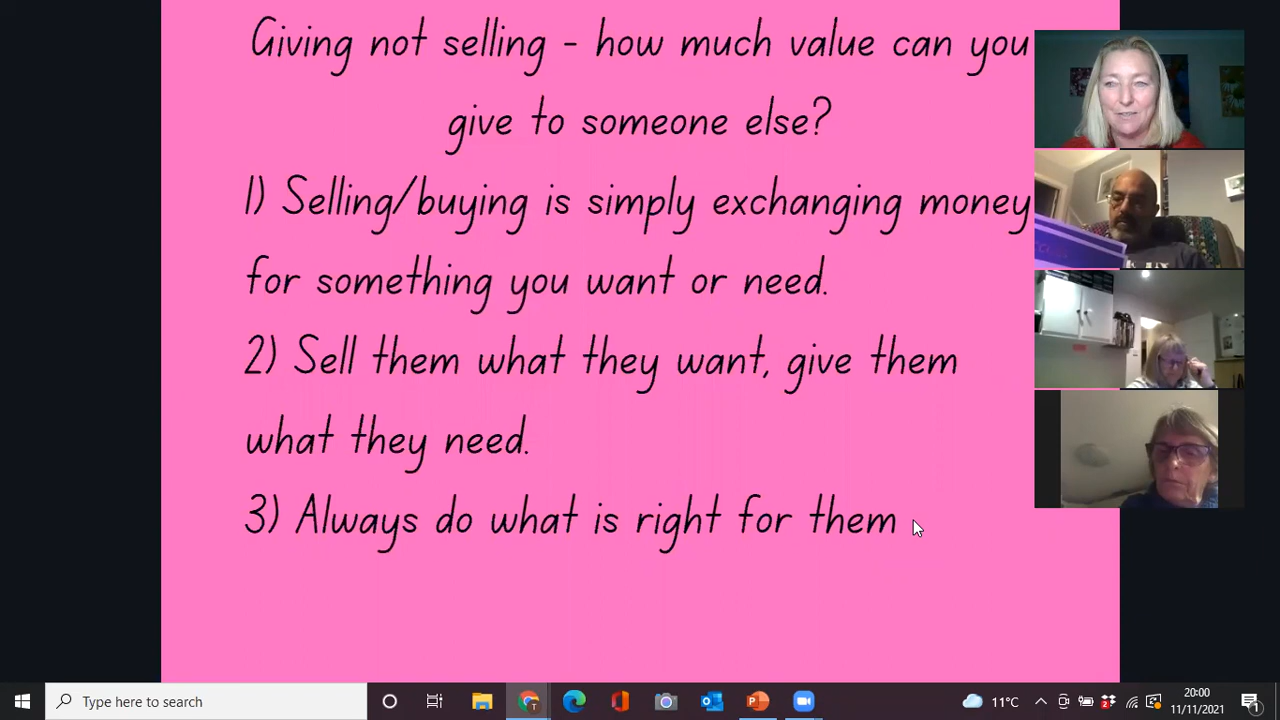 Giving not selling - how much value can you
give to someone else?
1) Selling/buying is simply exchanging money
for something you want or need.
2) Sell them what they want, give them
what they need.
3) Always do what is right for them
Type here to search
11°C
20:00
11/11/2021